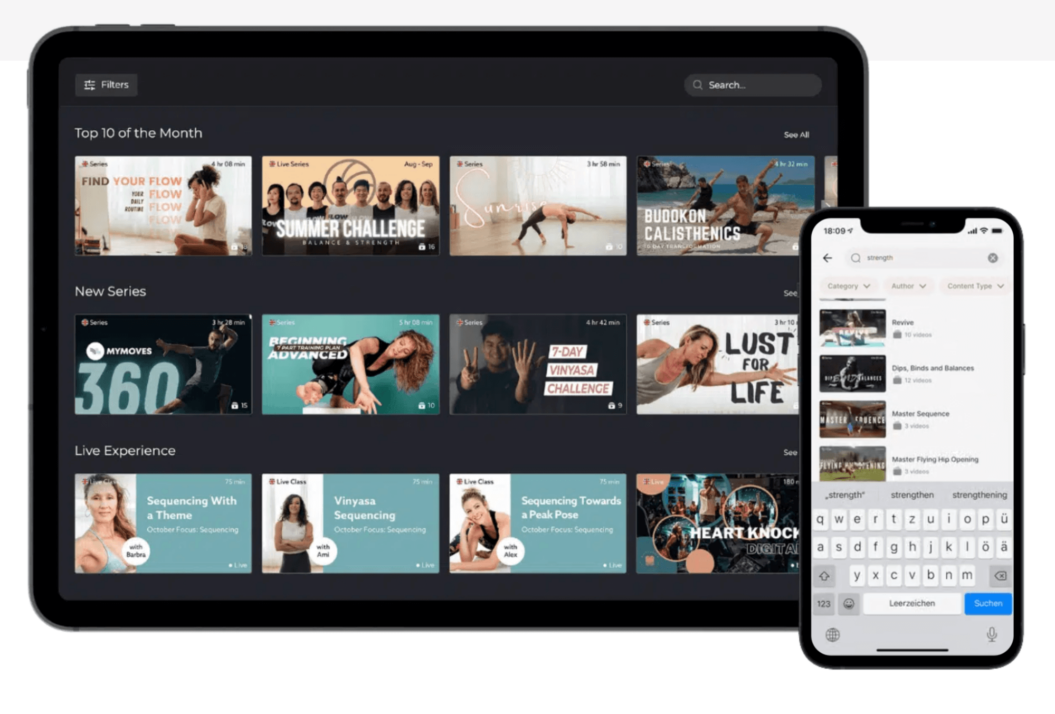 Filters
Search...
Top 10 of the Month
See All
Series
4 hr 08 min
FIND YOUR FLOW
YOUR FLOW
DAILY FLOW
ROUTINE FLOW
Live Series
Aug - Sep
SUMMER CHALLENGE
BALANCE & STRENGTH
16
Series
3 hr 58 min
Sunrise
12
Series
4 hr 32 min
BUDOKON
CALISTHENICS
New Series
See
Series
3 hr 28 min
MYMOVES
360
15
Series
5 hr 08 min
BEGINNING
7 PART TRAINING PLAN
ADVANCED
10
Series
4 hr 42 min
7-DAY
VINYASA
CHALLENGE
9
Series
3 hr 10
LUST
FOR
LIFE
Live Experience
See
Live Class
75 min
Sequencing With
a Theme
October Focus: Sequencing
with
Barbra
Live
Live Class
75 min
Vinyasa
Sequencing
October Focus: Sequencing
with
Ami
Live
Live Class
75 min
Sequencing Towards
a Peak Pose
October Focus: Sequencing
with
Alex
Live
Live
180
HEART KNOCK
DIGITA
18:09
strength
Category
Author
Content Type
Revive
10 videos
DIPS BALANCES
Dips, Binds and Balances
12 videos
MASTER
Master Sequence
3 videos
FLYING OPENING
Master Flying Hip Opening
3 videos
„strength“
strengthen
strengthening
q w e r t z u i o p ü
a s d f g h j k l ö ä
y x c v b n m
123
Leerzeichen
Suchen